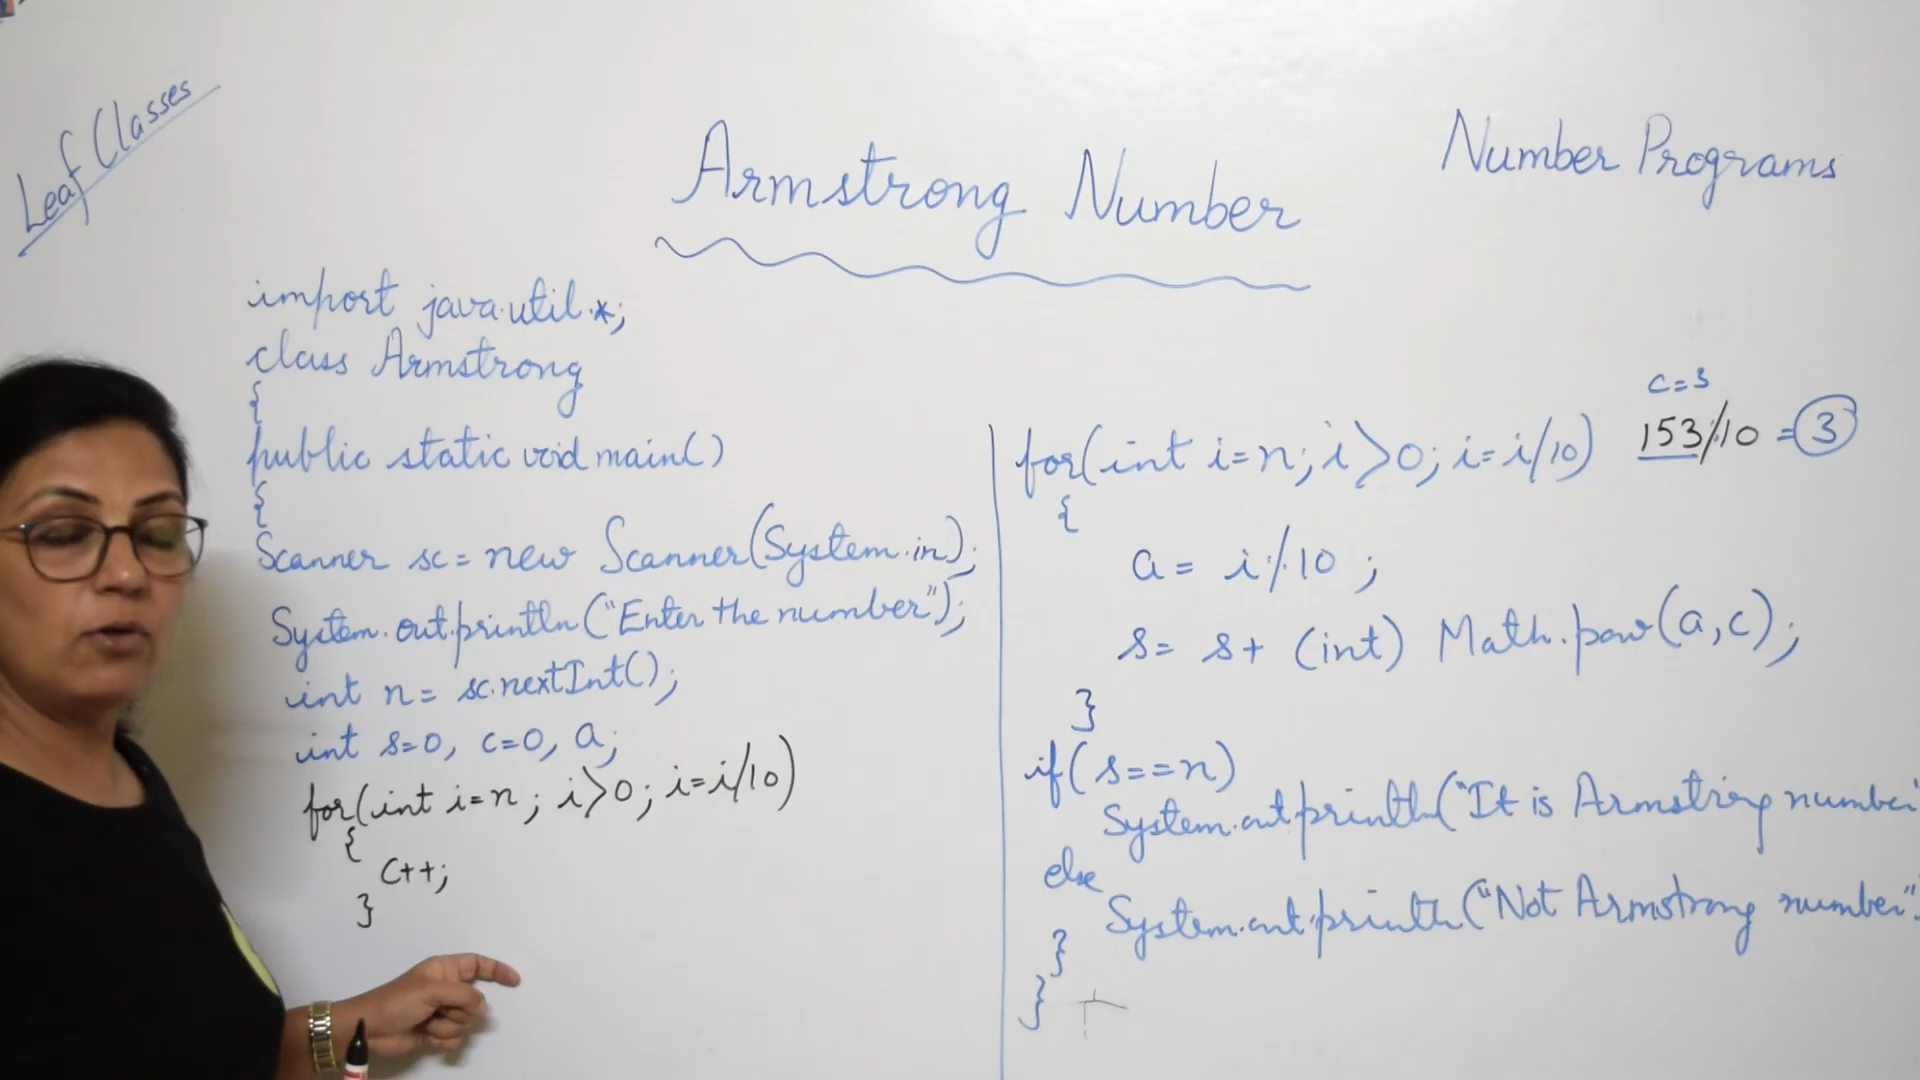 Leaf Classes
Armstrong Number
Number Programs
import java.util.*;
class Armstrong
{
public static void main()
{
Scanner sc = new Scanner(System.in);
System.out.println("Enter the number");
int n = sc.nextInt();
int s=0, c=0, a;
for(int i=n; i>0; i=i/10)
{
c++;
}
for(int i=n; i>0; i=i/10)
{
a = i%10;
s = s+ (int) Math.pow(a,c);
}
if(s==n)
System.out.println("It is Armstrong number
else
System.out.println("Not Armstrong number"
}
}
c=3
153%10 = 3